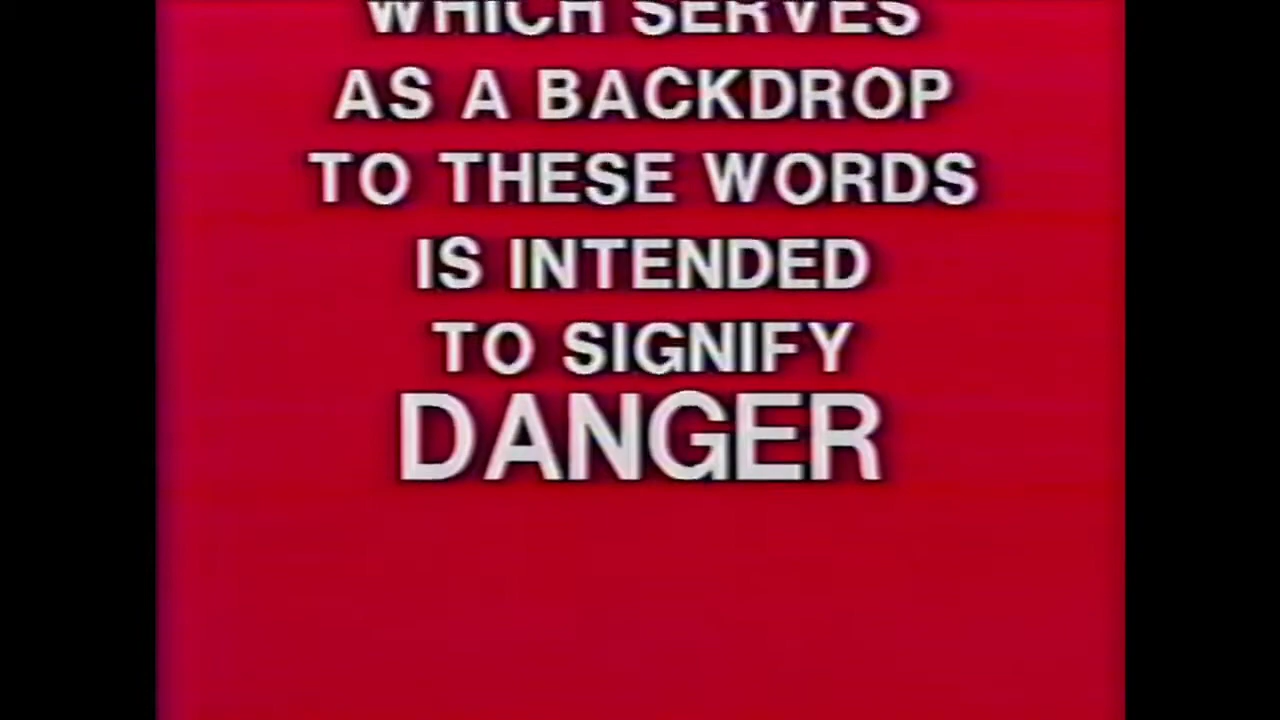 WHICH SERVES
AS A BACKDROP
TO THESE WORDS
IS INTENDED
TO SIGNIFY
DANGER